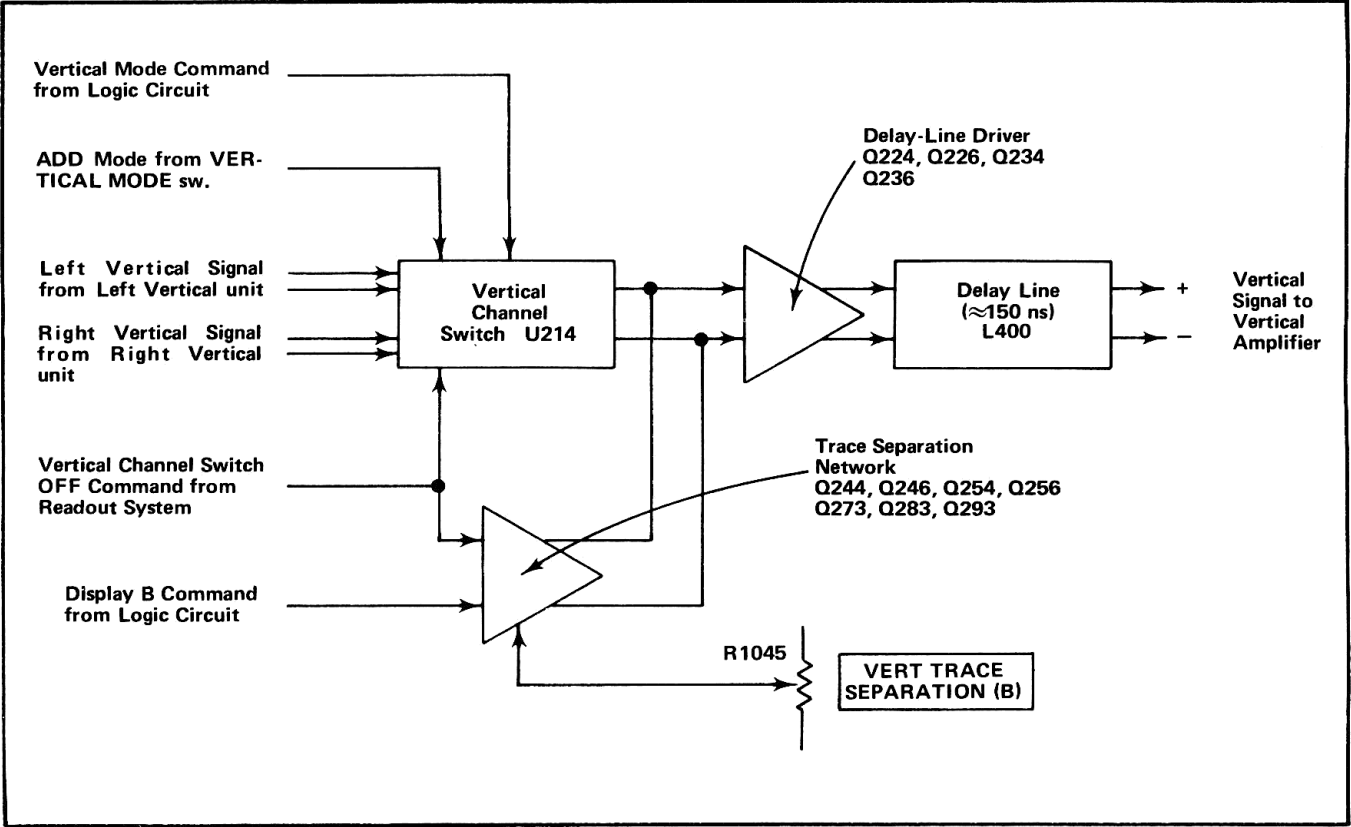 Vertical Mode Command
from Logic Circuit
ADD Mode from VER-
TICAL MODE sw.
Left Vertical Signal
from Left Vertical unit
Right Vertical Signal
from Right Vertical
unit
Vertical Channel Switch
OFF Command from
Readout System
Display B Command
from Logic Circuit
Vertical
Channel
Switch U214
Delay-Line Driver
Q224, Q226, Q234
Q236
Delay Line
(≈150 ns)
L400
+
−
Vertical
Signal to
Vertical
Amplifier
Trace Separation
Network
Q244, Q246, Q254, Q256
Q273, Q283, Q293
R1045
VERT TRACE
SEPARATION (B)